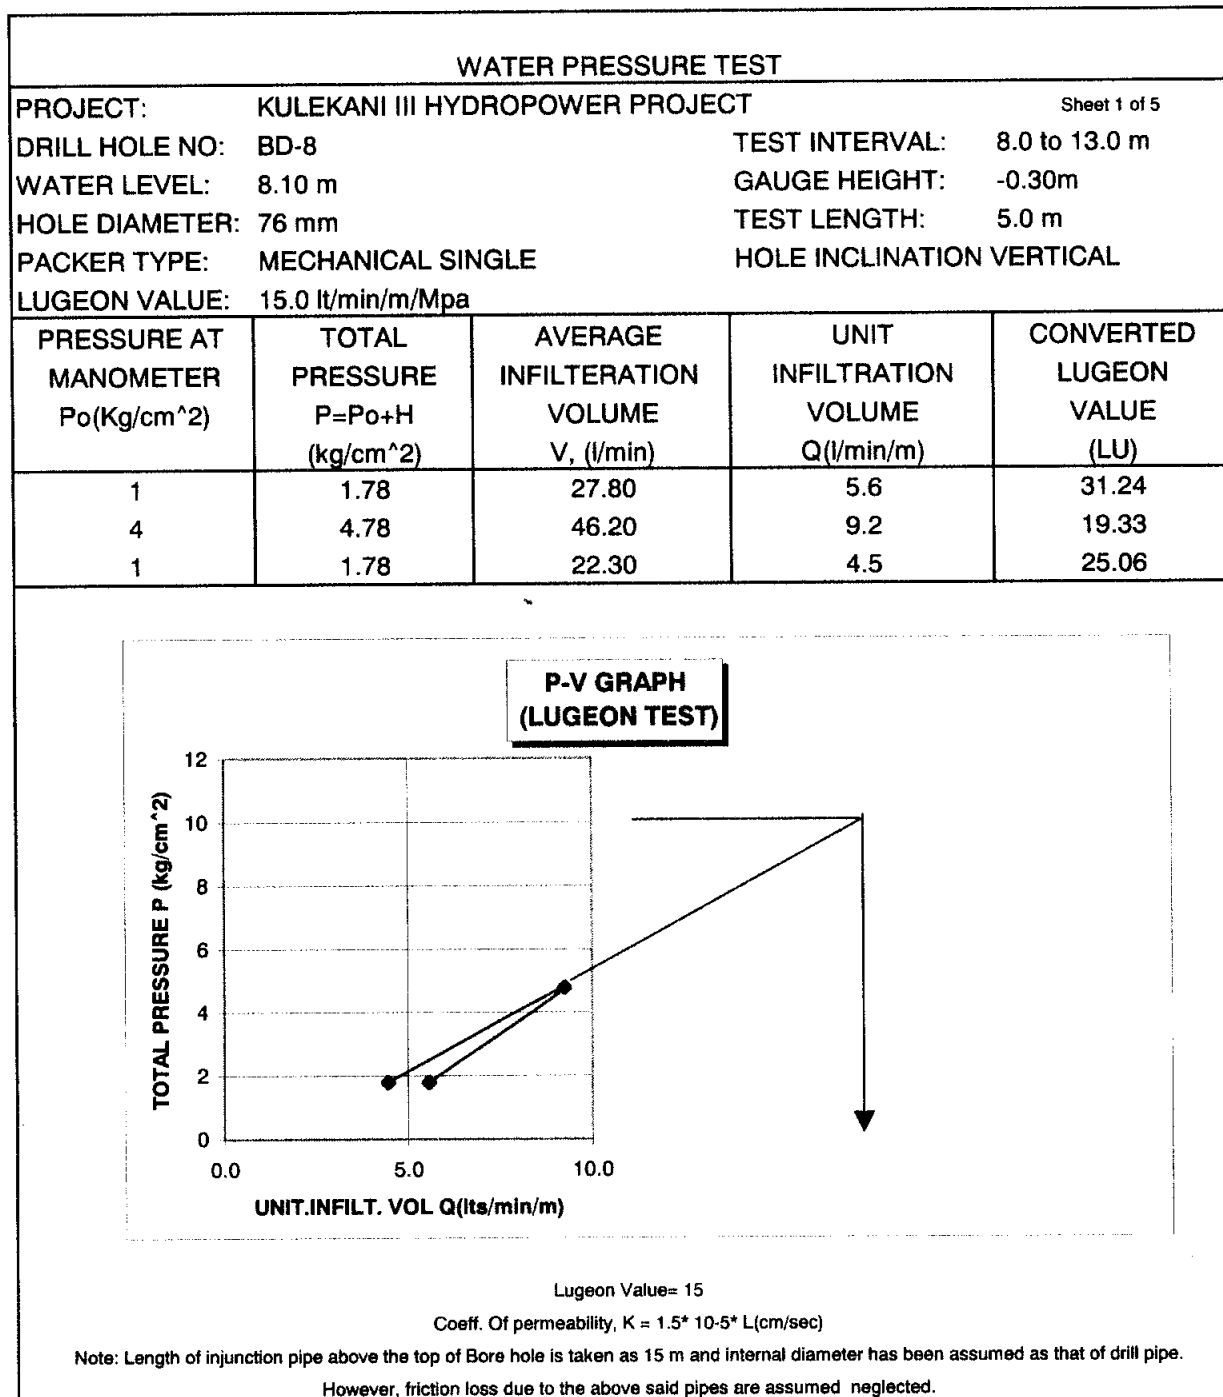 WATER PRESSURE TEST
PROJECT: KULEKANI III HYDROPOWER PROJECT Sheet 1 of 5
DRILL HOLE NO: BD-8 TEST INTERVAL: 8.0 to 13.0 m
WATER LEVEL: 8.10 m GAUGE HEIGHT: -0.30m
HOLE DIAMETER: 76 mm TEST LENGTH: 5.0 m
PACKER TYPE: MECHANICAL SINGLE HOLE INCLINATION VERTICAL
LUGEON VALUE: 15.0 lt/min/m/Mpa
PRESSURE AT TOTAL AVERAGE UNIT CONVERTED
MANOMETER PRESSURE INFILTERATION INFILTRATION LUGEON
Po(Kg/cm^2) P=Po+H VOLUME VOLUME VALUE
(kg/cm^2) V, (l/min) Q(l/min/m) (LU)
1 1.78 27.80 5.6 31.24
4 4.78 46.20 9.2 19.33
1 1.78 22.30 4.5 25.06
P-V GRAPH
(LUGEON TEST)
TOTAL PRESSURE P (kg/cm^2)
12
10
8
6
4
2
0
0.0 5.0 10.0
UNIT.INFILT. VOL Q(lts/min/m)
Lugeon Value= 15
Coeff. Of permeability, K = 1.5* 10-5* L(cm/sec)
Note: Length of injunction pipe above the top of Bore hole is taken as 15 m and internal diameter has been assumed as that of drill pipe.
However, friction loss due to the above said pipes are assumed neglected.